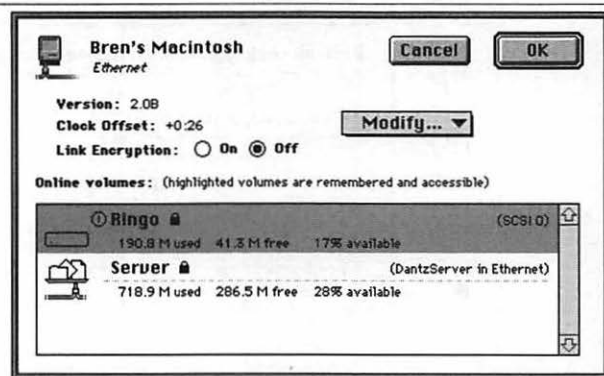 Bren's Macintosh
Ethernet
Cancel
OK
Version: 2.0B
Clock Offset: +0:26
Modify...
Link Encryption: On Off
Online volumes: (highlighted volumes are remembered and accessible)
Ringo (SCSI 0)
190.8 M used 41.3 M free 17% available
Server (DantzServer in Ethernet)
718.9 M used 286.5 M free 28% available